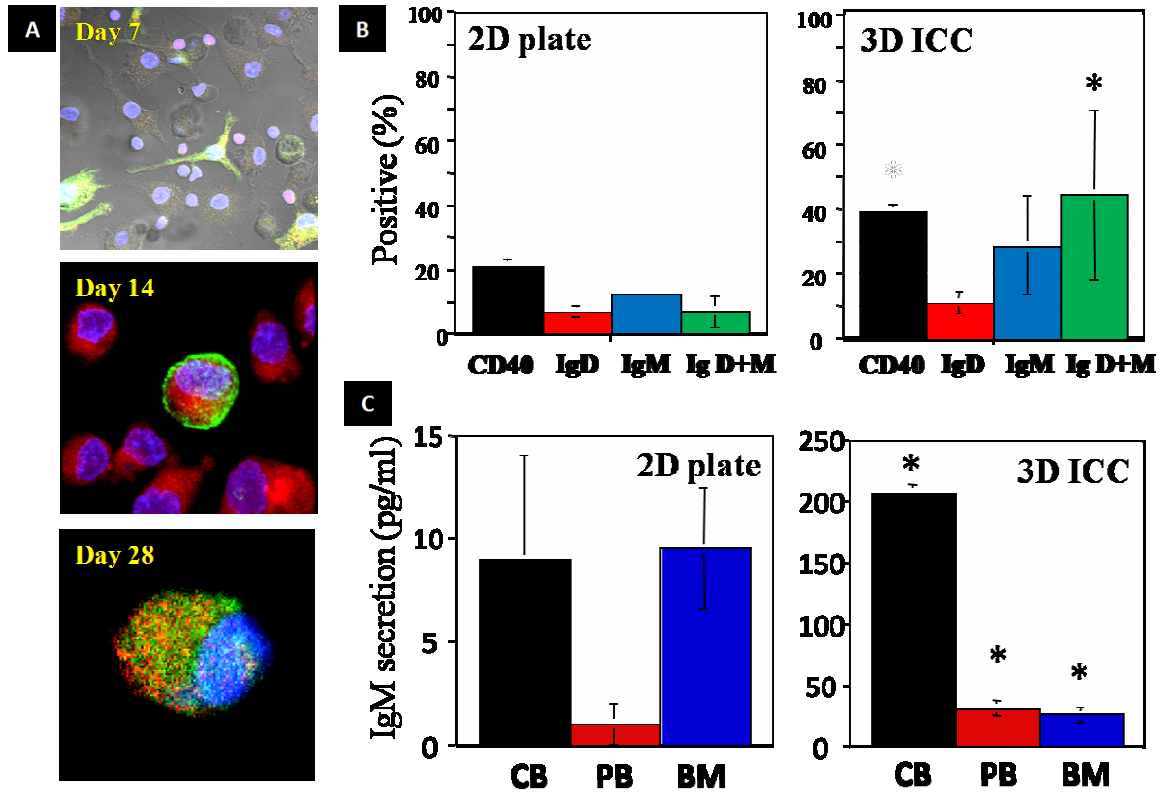 A
Day 7
Day 14
Day 28
B
Positive (%)
2D plate
100
80
60
40
20
0
CD40 IgD IgM Ig D+M
3D ICC
100
80
60
40
20
0
*
*
CD40 IgD IgM Ig D+M
C
IgM secretion (pg/ml)
2D plate
15
10
5
0
CB PB BM
3D ICC
250
200
150
100
50
0
*
*
*
CB PB BM